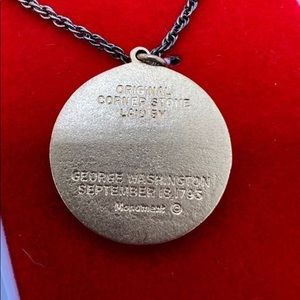 ORIGINAL
CORNER STONE
LAID BY
GEORGE WASHINGTON
SEPTEMBER 18, 1793
Monument ©